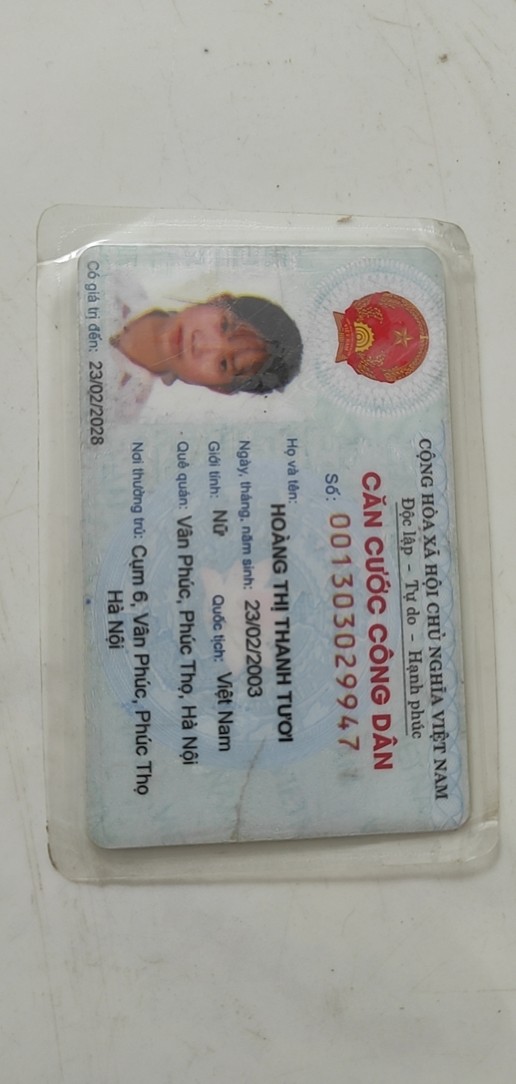 CỘNG HÒA XÃ HỘI CHỦ NGHĨA VIỆT NAM
Độc lập - Tự do - Hạnh phúc
CĂN CƯỚC CÔNG DÂN
Số: 001303029947
Họ và tên:
HOÀNG THỊ THANH TƯƠI
Ngày, tháng, năm sinh: 23/02/2003
Giới tính: Nữ Quốc tịch: Việt Nam
Quê quán: Vân Phúc, Phúc Thọ, Hà Nội
Nơi thường trú: Cụm 6, Vân Phúc, Phúc Thọ
Hà Nội
Có giá trị đến: 23/02/2028